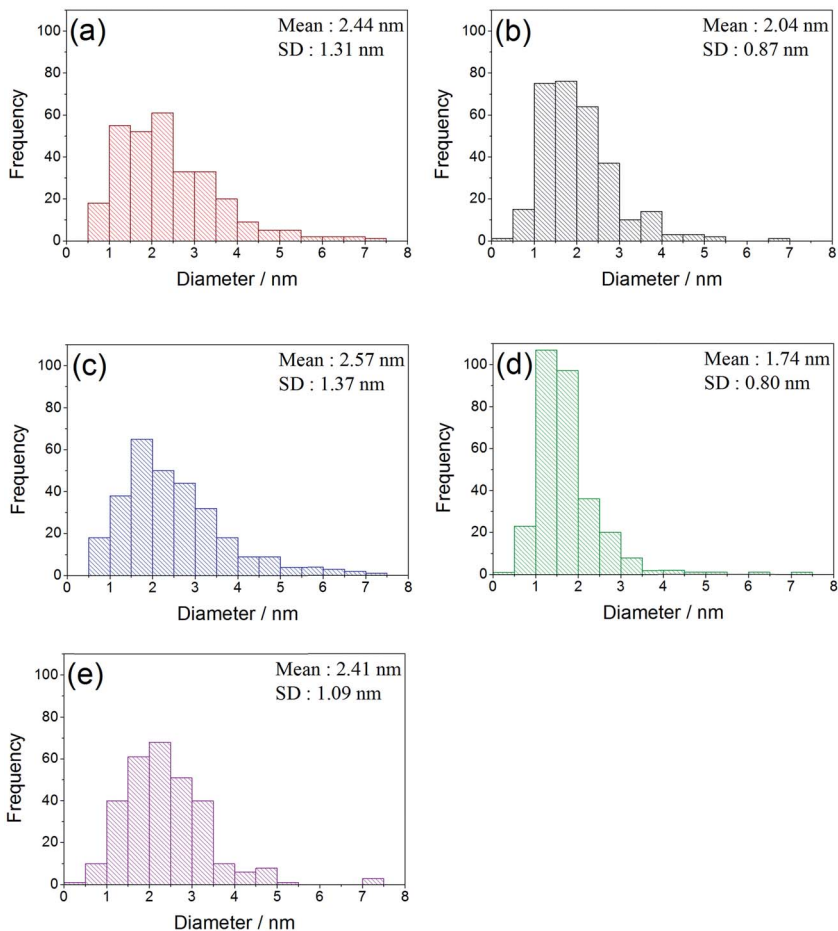 (a)
Mean : 2.44 nm
SD : 1.31 nm
Frequency
100
80
60
40
20
0
0 1 2 3 4 5 6 7 8
Diameter / nm
(b)
Mean : 2.04 nm
SD : 0.87 nm
Frequency
100
80
60
40
20
0
0 1 2 3 4 5 6 7 8
Diameter / nm
(c)
Mean : 2.57 nm
SD : 1.37 nm
Frequency
100
80
60
40
20
0
0 1 2 3 4 5 6 7 8
Diameter / nm
(d)
Mean : 1.74 nm
SD : 0.80 nm
Frequency
100
80
60
40
20
0
0 1 2 3 4 5 6 7 8
Diameter / nm
(e)
Mean : 2.41 nm
SD : 1.09 nm
Frequency
100
80
60
40
20
0
0 1 2 3 4 5 6 7 8
Diameter / nm